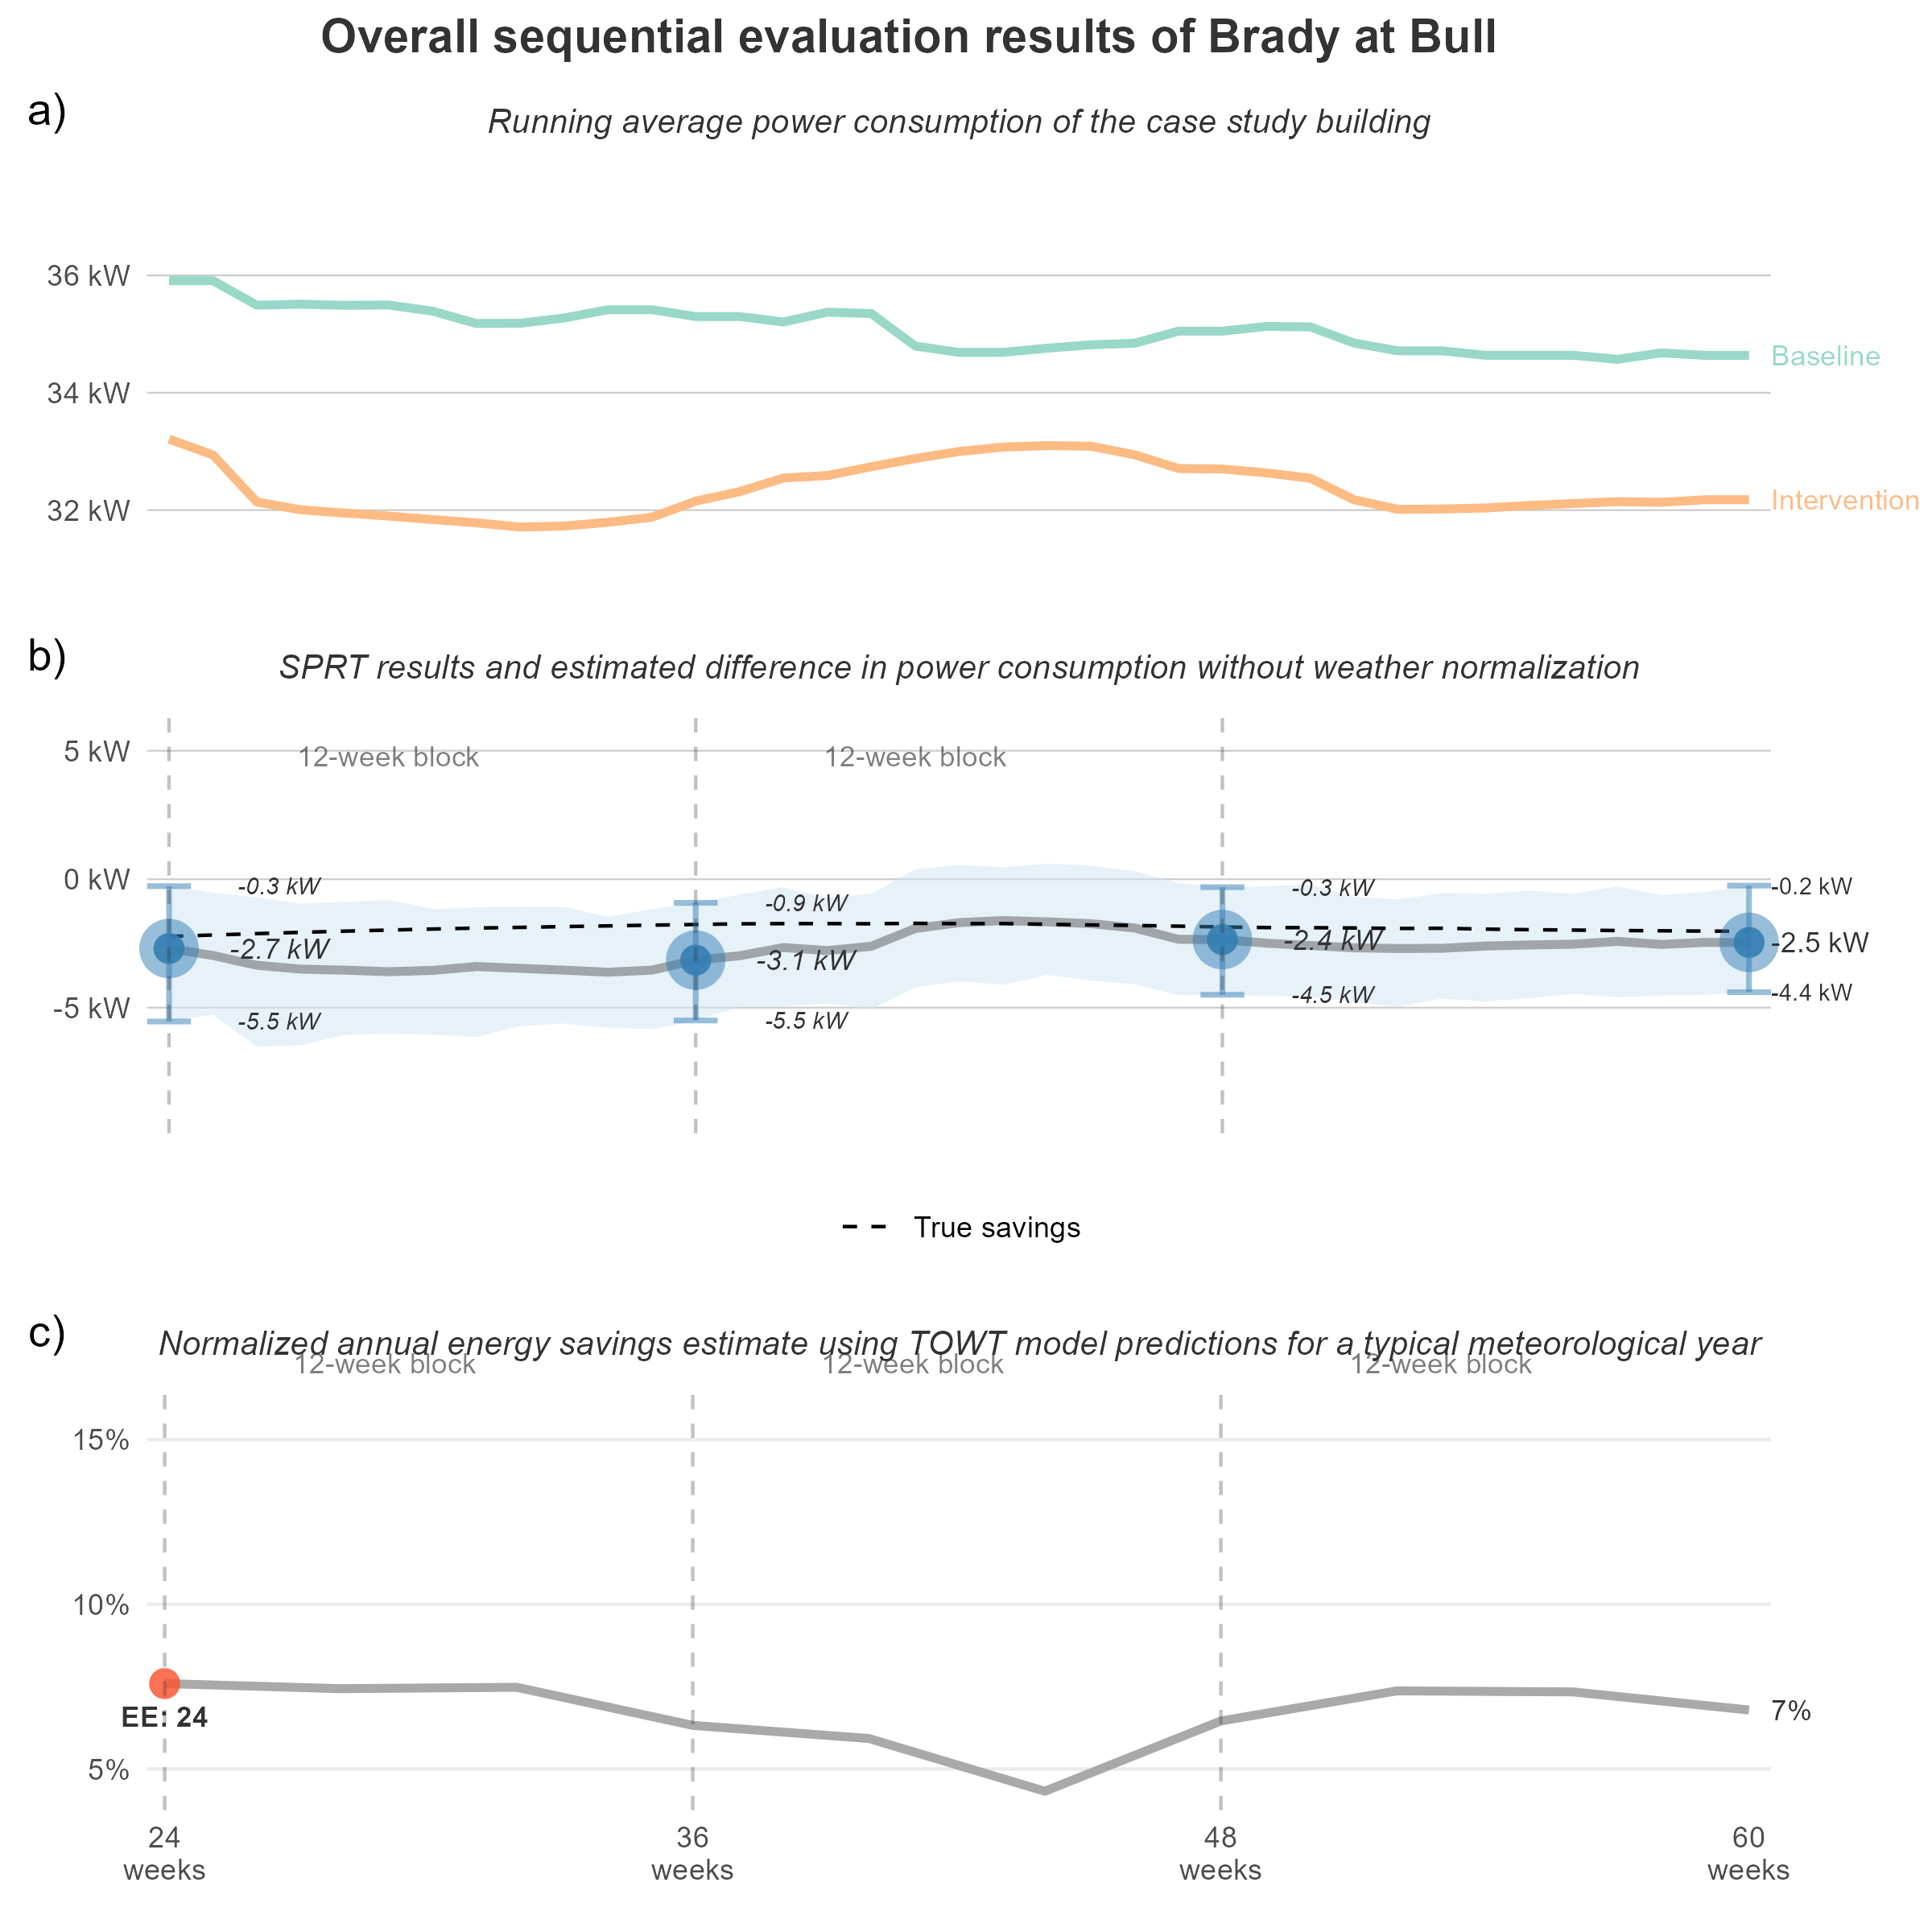 Overall sequential evaluation results of Brady at Bull
a)
Running average power consumption of the case study building
36 kW
34 kW
32 kW
Baseline
Intervention
b)
SPRT results and estimated difference in power consumption without weather normalization
12-week block
12-week block
5 kW
0 kW
-5 kW
-0.3 kW
-2.7 kW
-5.5 kW
-0.9 kW
-3.1 kW
-5.5 kW
-0.3 kW
-2.4 kW
-4.5 kW
-0.2 kW
-2.5 kW
-4.4 kW
True savings
c)
Normalized annual energy savings estimate using TOWT model predictions for a typical meteorological year
12-week block
12-week block
12-week block
15%
10%
5%
EE: 24
7%
24
weeks
36
weeks
48
weeks
60
weeks